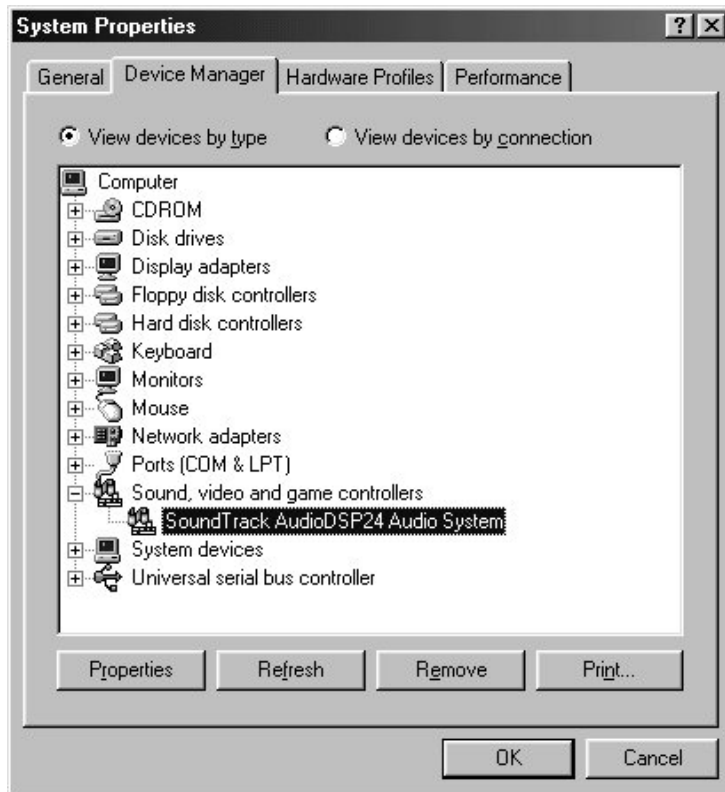 System Properties
General Device Manager Hardware Profiles Performance
View devices by type View devices by connection
Computer
CDROM
Disk drives
Display adapters
Floppy disk controllers
Hard disk controllers
Keyboard
Monitors
Mouse
Network adapters
Ports (COM & LPT)
Sound, video and game controllers
SoundTrack AudioDSP24 Audio System
System devices
Universal serial bus controller
Properties Refresh Remove Print...
OK Cancel